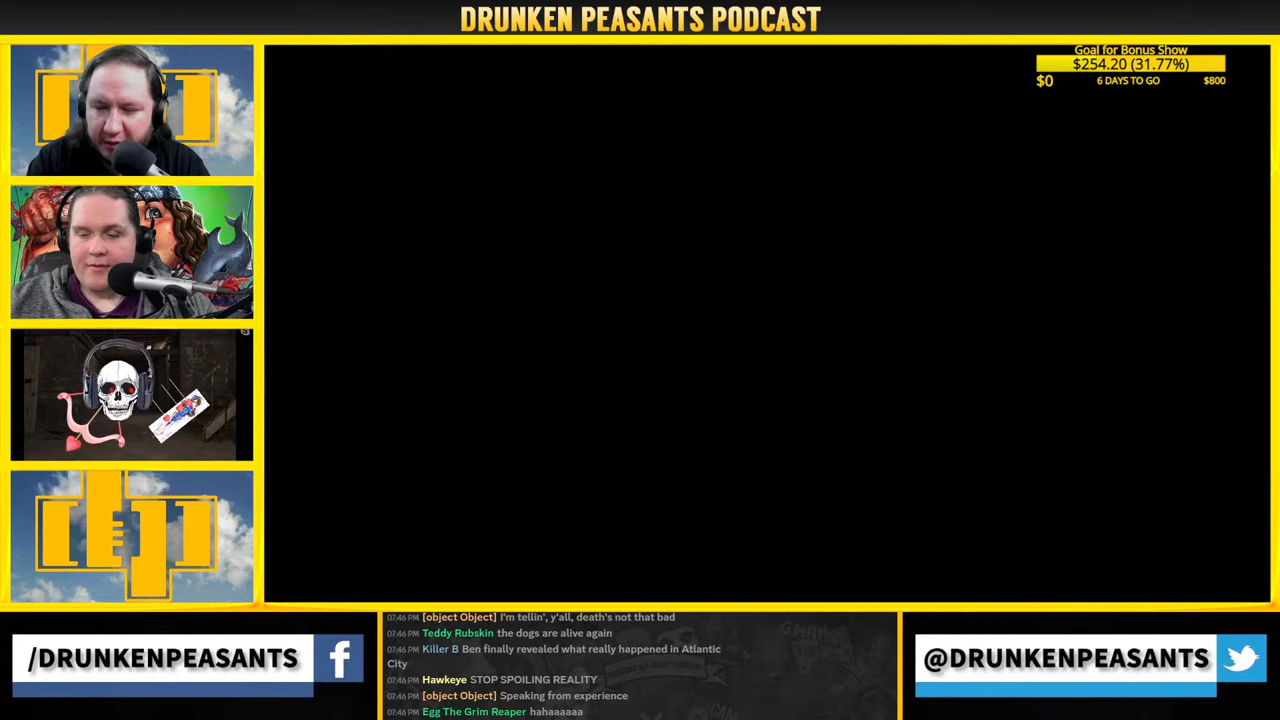 DRUNKEN PEASANTS PODCAST
Goal for Bonus Show
$254.20 (31.77%)
$0 6 DAYS TO GO $800
/DRUNKENPEASANTS
07:46 PM [object Object] I'm tellin', y'all, death's not that bad
07:46 PM Teddy Rubskin the dogs are alive again
07:46 PM Killer B Ben finally revealed what really happened in Atlantic
City
07:46 PM Hawkeye STOP SPOILING REALITY
07:46 PM [object Object] Speaking from experience
07:46 PM Egg The Grim Reaper hahaaaaaa
@DRUNKENPEASANTS